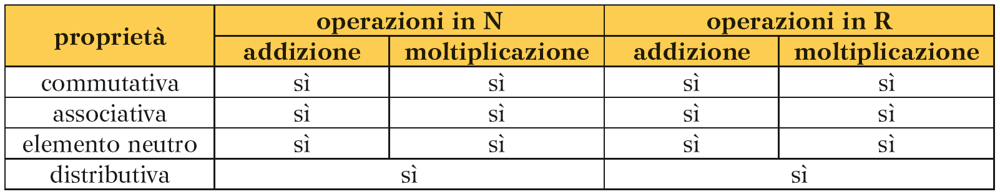 proprietà operazioni in N operazioni in R
addizione moltiplicazione addizione moltiplicazione
commutativa sì sì sì sì
associativa sì sì sì sì
elemento neutro sì sì sì sì
distributiva sì sì